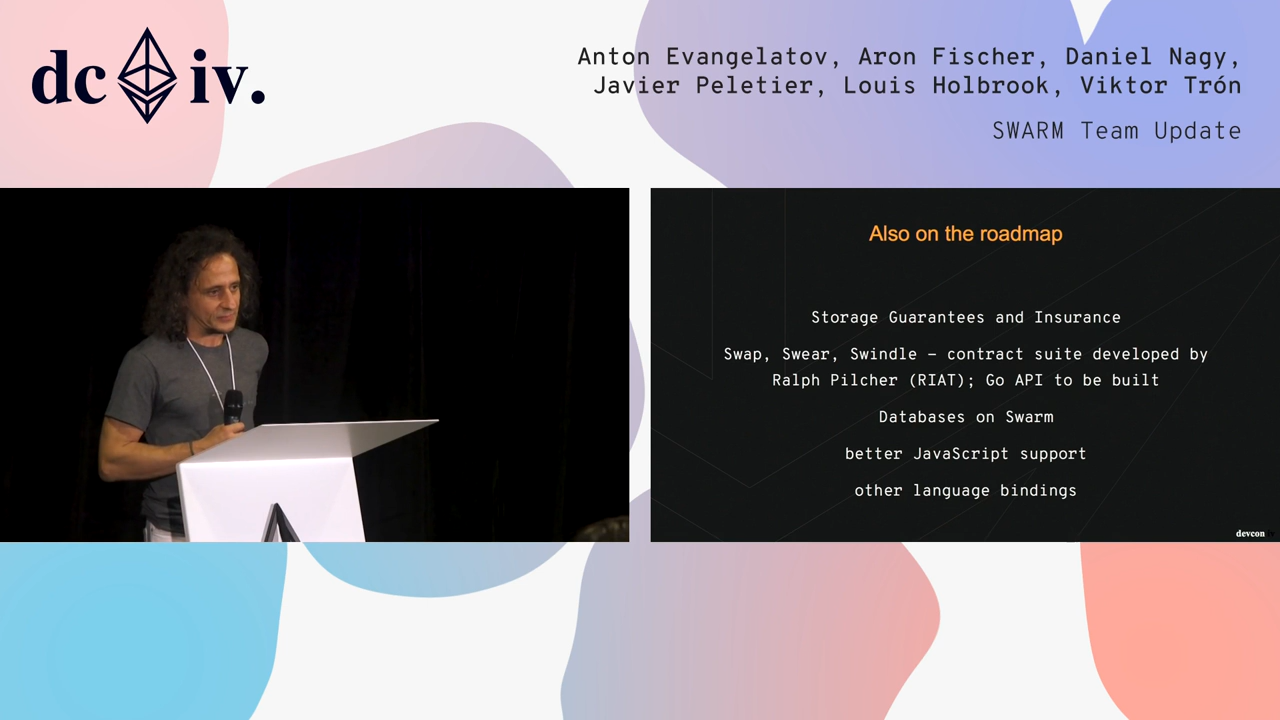 dc iv.
Anton Evangelatov, Aron Fischer, Daniel Nagy,
Javier Peletier, Louis Holbrook, Viktor Trón
SWARM Team Update
Also on the roadmap
Storage Guarantees and Insurance
Swap, Swear, Swindle – contract suite developed by
Ralph Pilcher (RIAT); Go API to be built
Databases on Swarm
better JavaScript support
other language bindings
devcon